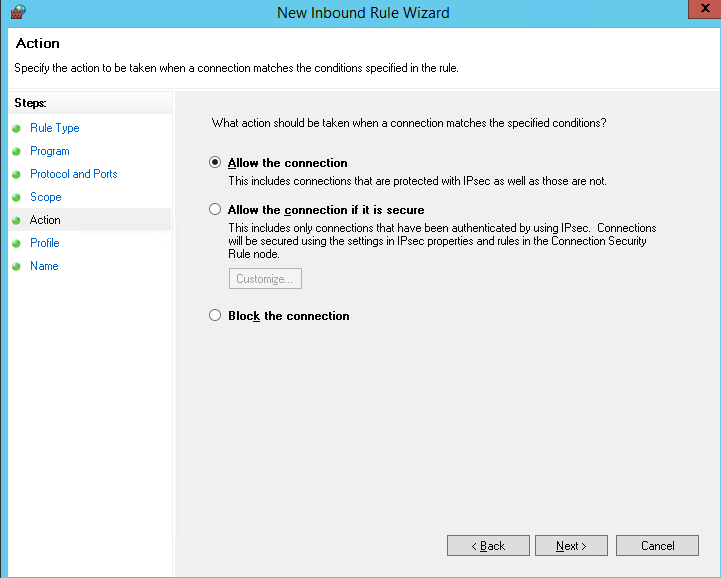 New Inbound Rule Wizard
x
Action
Specify the action to be taken when a connection matches the conditions specified in the rule.
Steps:
Rule Type
Program
Protocol and Ports
Scope
Action
Profile
Name
What action should be taken when a connection matches the specified conditions?
Allow the connection
This includes connections that are protected with IPsec as well as those are not.
Allow the connection if it is secure
This includes only connections that have been authenticated by using IPsec. Connections
will be secured using the settings in IPsec properties and rules in the Connection Security
Rule node.
Customize...
Block the connection
< Back
Next >
Cancel